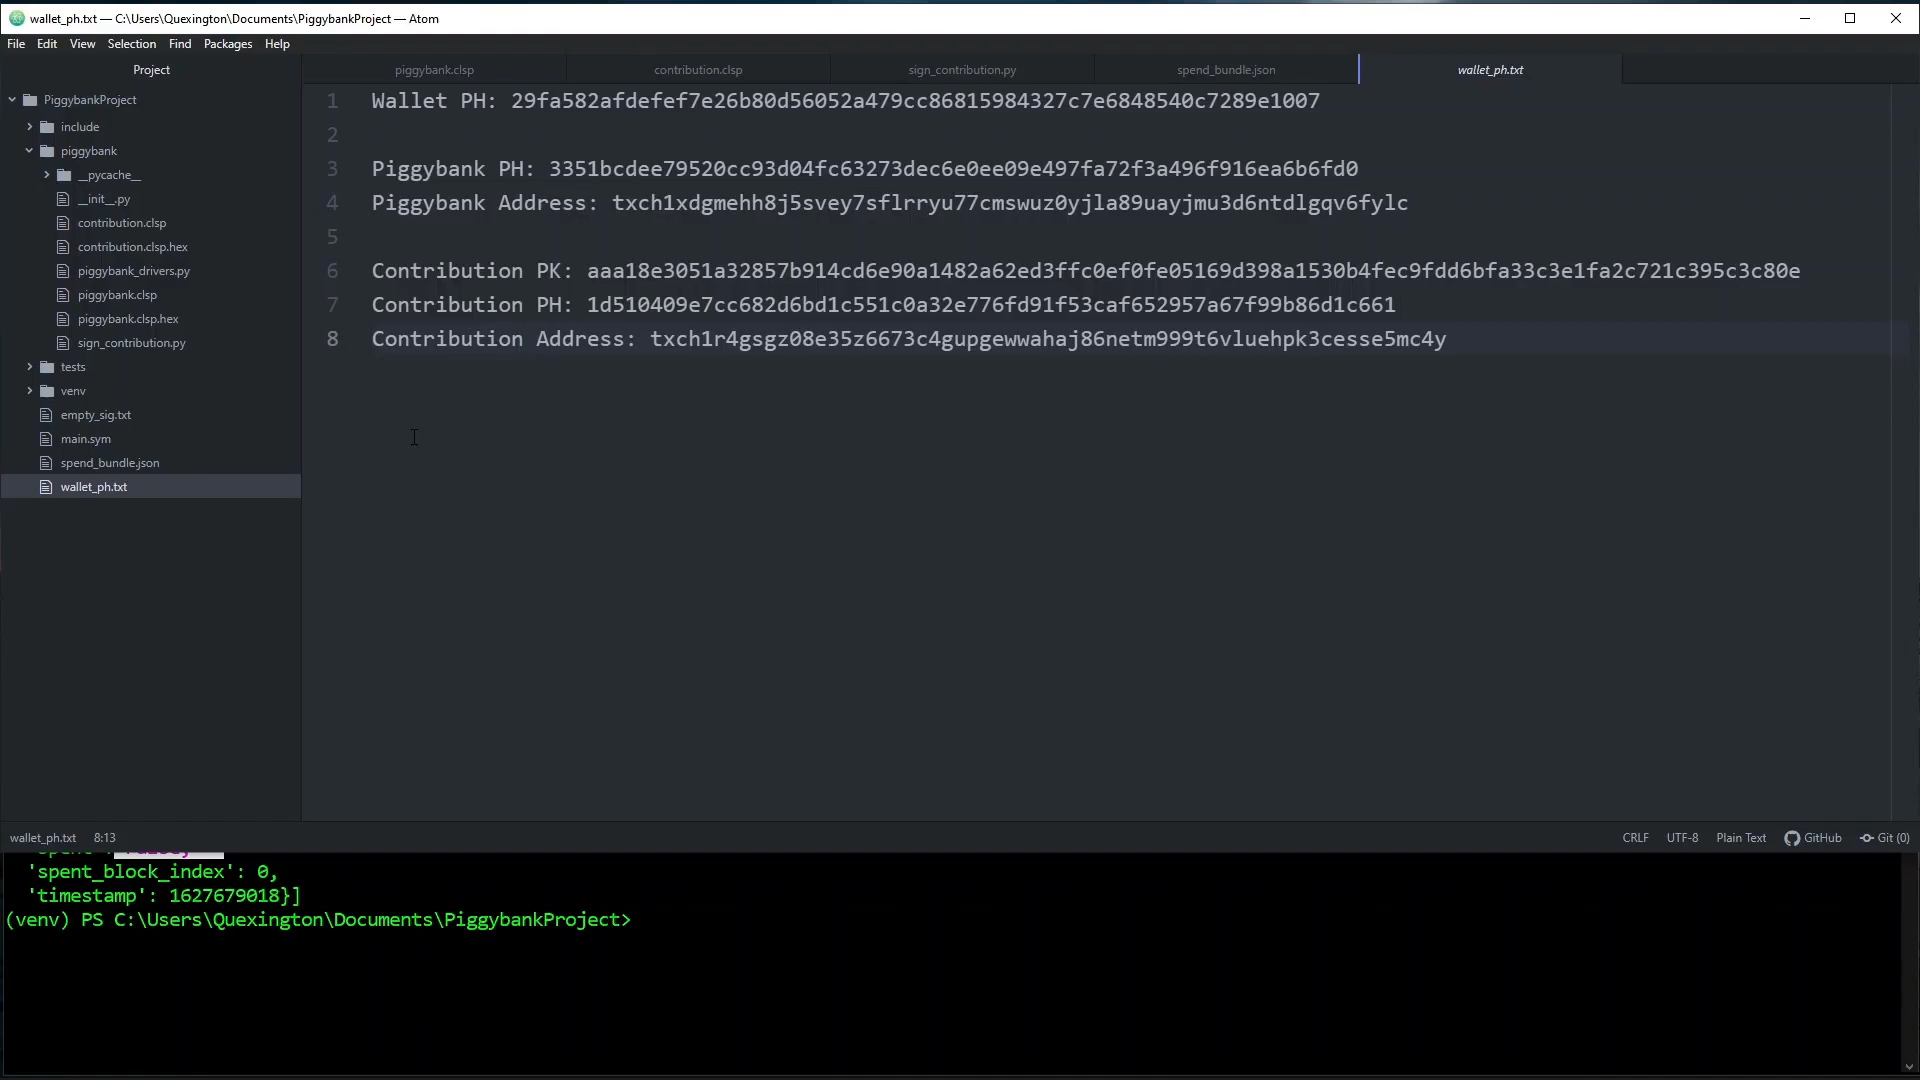 wallet_ph.txt — C:\Users\Quexington\Documents\PiggybankProject — Atom
File Edit View Selection Find Packages Help
Project
piggybank.clsp contribution.clsp sign_contribution.py spend_bundle.json wallet_ph.txt
PiggybankProject
include
piggybank
__pycache__
__init__.py
contribution.clsp
contribution.clsp.hex
piggybank_drivers.py
piggybank.clsp
piggybank.clsp.hex
sign_contribution.py
tests
venv
empty_sig.txt
main.sym
spend_bundle.json
wallet_ph.txt
1 Wallet PH: 29fa582afdefef7e26b80d56052a479cc86815984327c7e6848540c7289e1007
2
3 Piggybank PH: 3351bcdee79520cc93d04fc63273dec6e0ee09e497fa72f3a496f916ea6b6fd0
4 Piggybank Address: txch1xdgmehh8j5svey7sflrryu77cmswuz0yjla89uayjmu3d6ntdlgqv6fylc
5
6 Contribution PK: aaa18e3051a32857b914cd6e90a1482a62ed3ffc0ef0fe05169d398a1530b4fec9fdd6bfa33c3e1fa2c721c395c3c80e
7 Contribution PH: 1d510409e7cc682d6bd1c551c0a32e776fd91f53caf652957a67f99b86d1c661
8 Contribution Address: txch1r4gsgz08e35z6673c4gupgewwahaj86netm999t6vluehpk3cesse5mc4y
wallet_ph.txt 8:13
CRLF UTF-8 Plain Text GitHub Git (0)
'spent_block_index': 0,
'timestamp': 1627679018}]
(venv) PS C:\Users\Quexington\Documents\PiggybankProject>